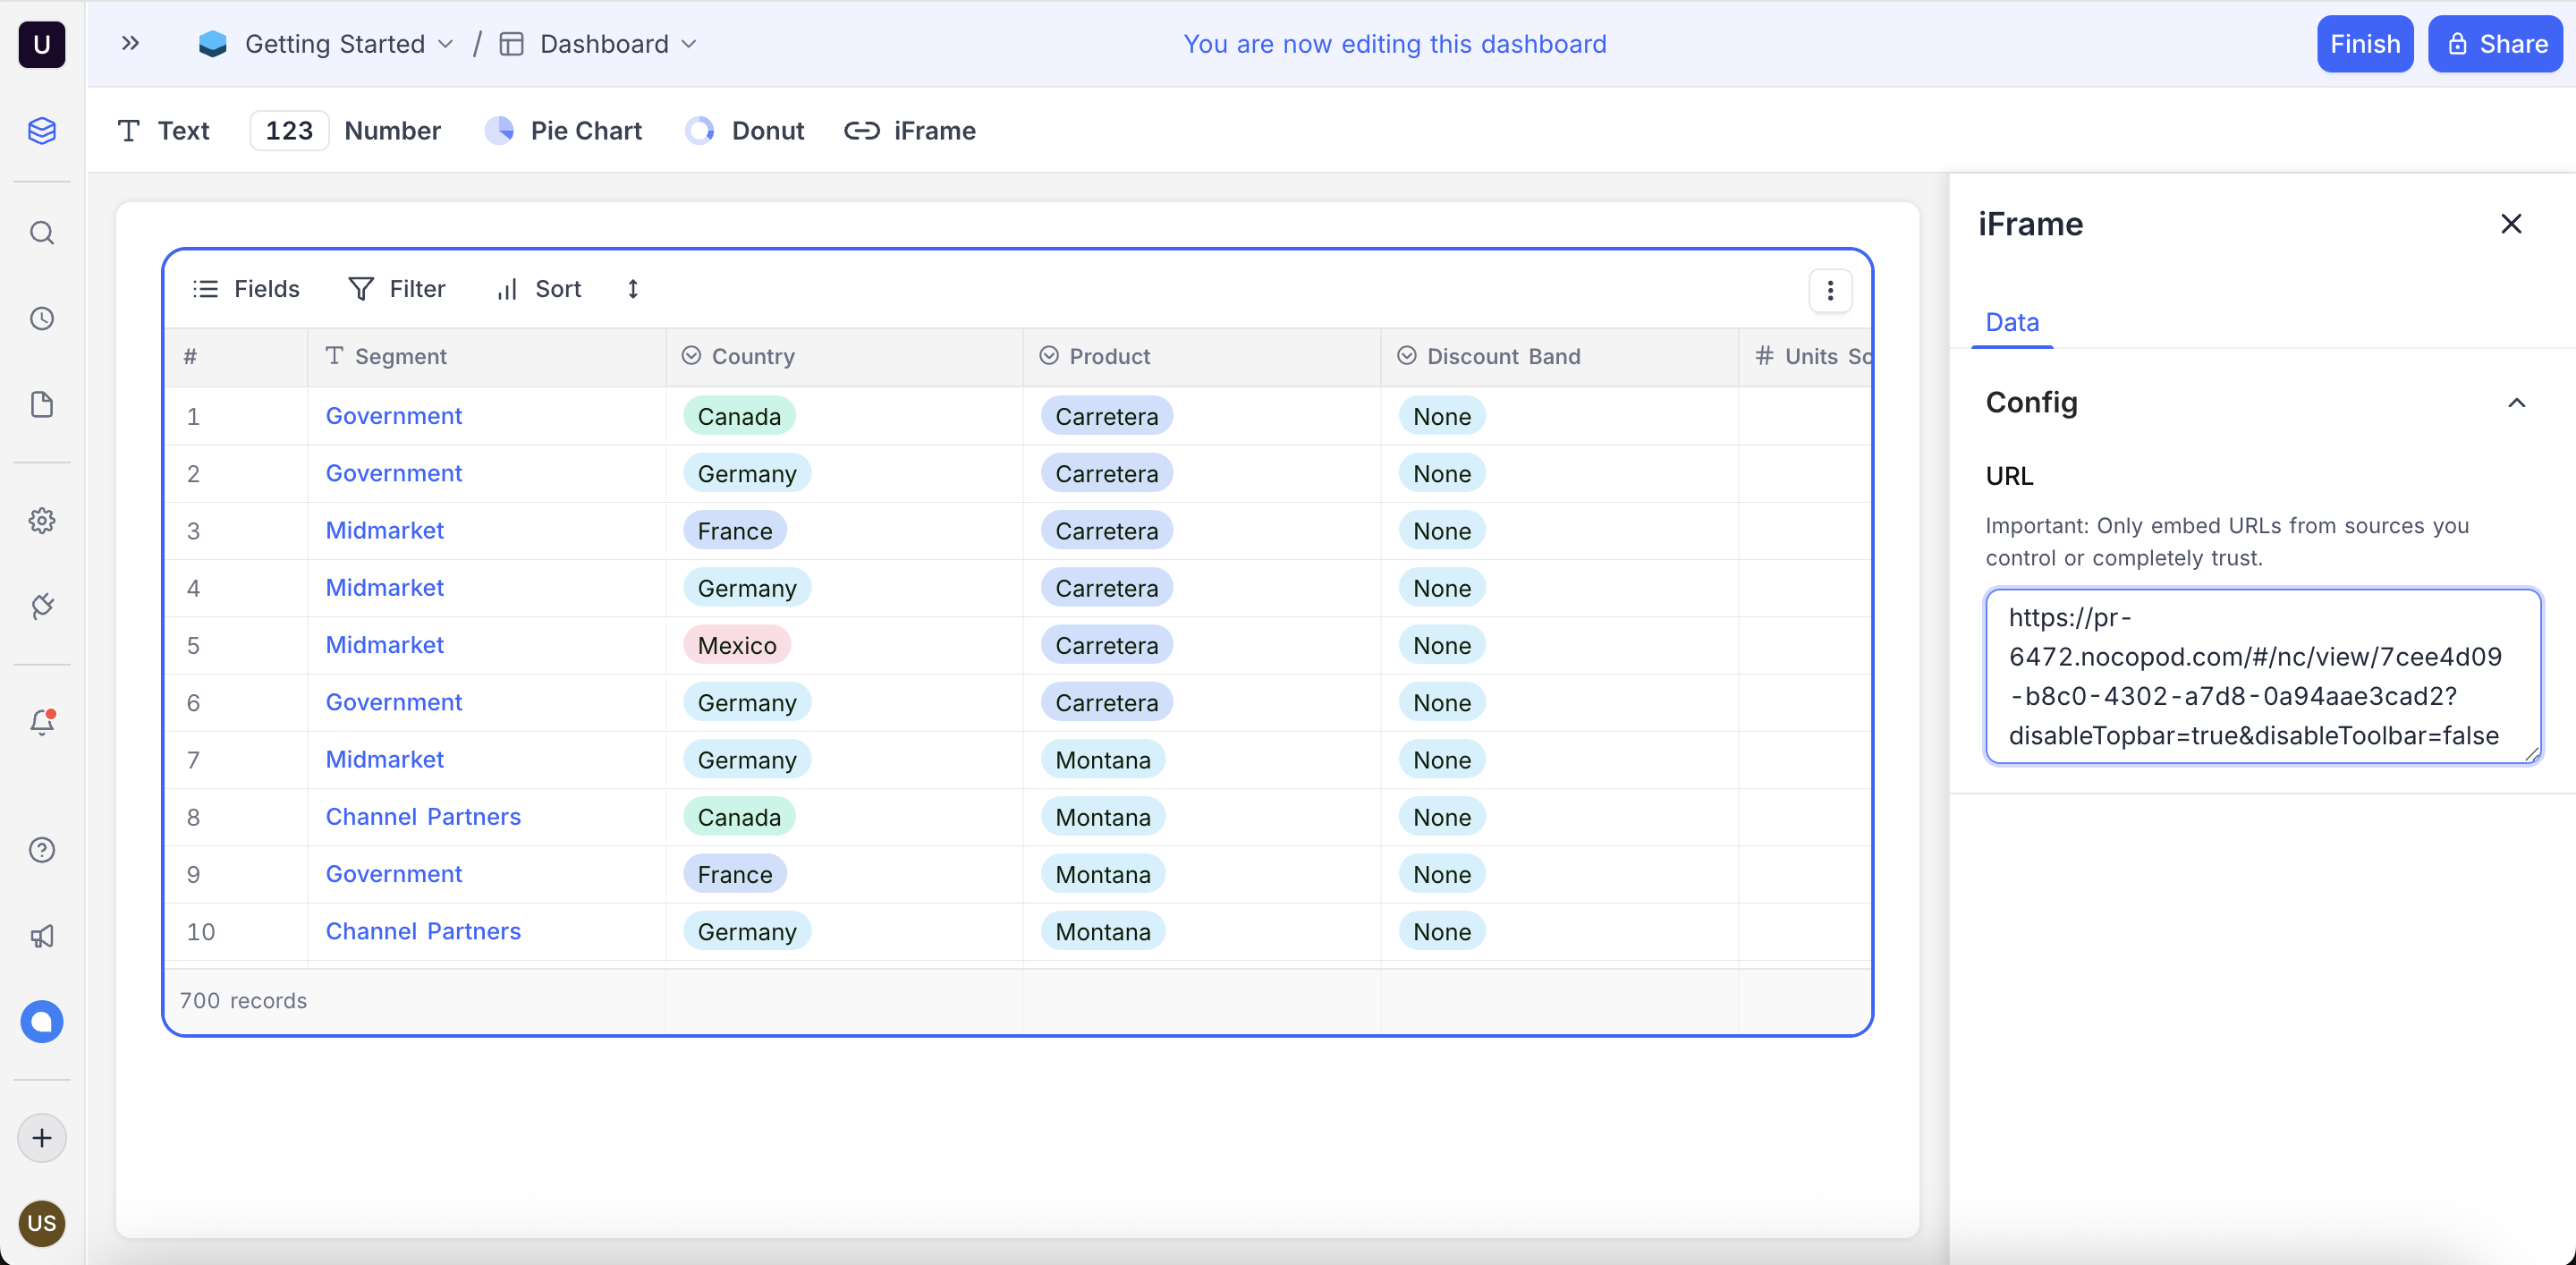 U
Getting Started / Dashboard
You are now editing this dashboard
Finish
Share
Text
123 Number
Pie Chart
Donut
iFrame
Fields
Filter
Sort
# Segment Country Product Discount Band # Units So
1 Government Canada Carretera None
2 Government Germany Carretera None
3 Midmarket France Carretera None
4 Midmarket Germany Carretera None
5 Midmarket Mexico Carretera None
6 Government Germany Carretera None
7 Midmarket Germany Montana None
8 Channel Partners Canada Montana None
9 Government France Montana None
10 Channel Partners Germany Montana None
700 records
iFrame
Data
Config
URL
Important: Only embed URLs from sources you
control or completely trust.
https://pr-
6472.nocopod.com/#/nc/view/7cee4d09
-b8c0-4302-a7d8-0a94aae3cad2?
disableTopbar=true&disableToolbar=false
US